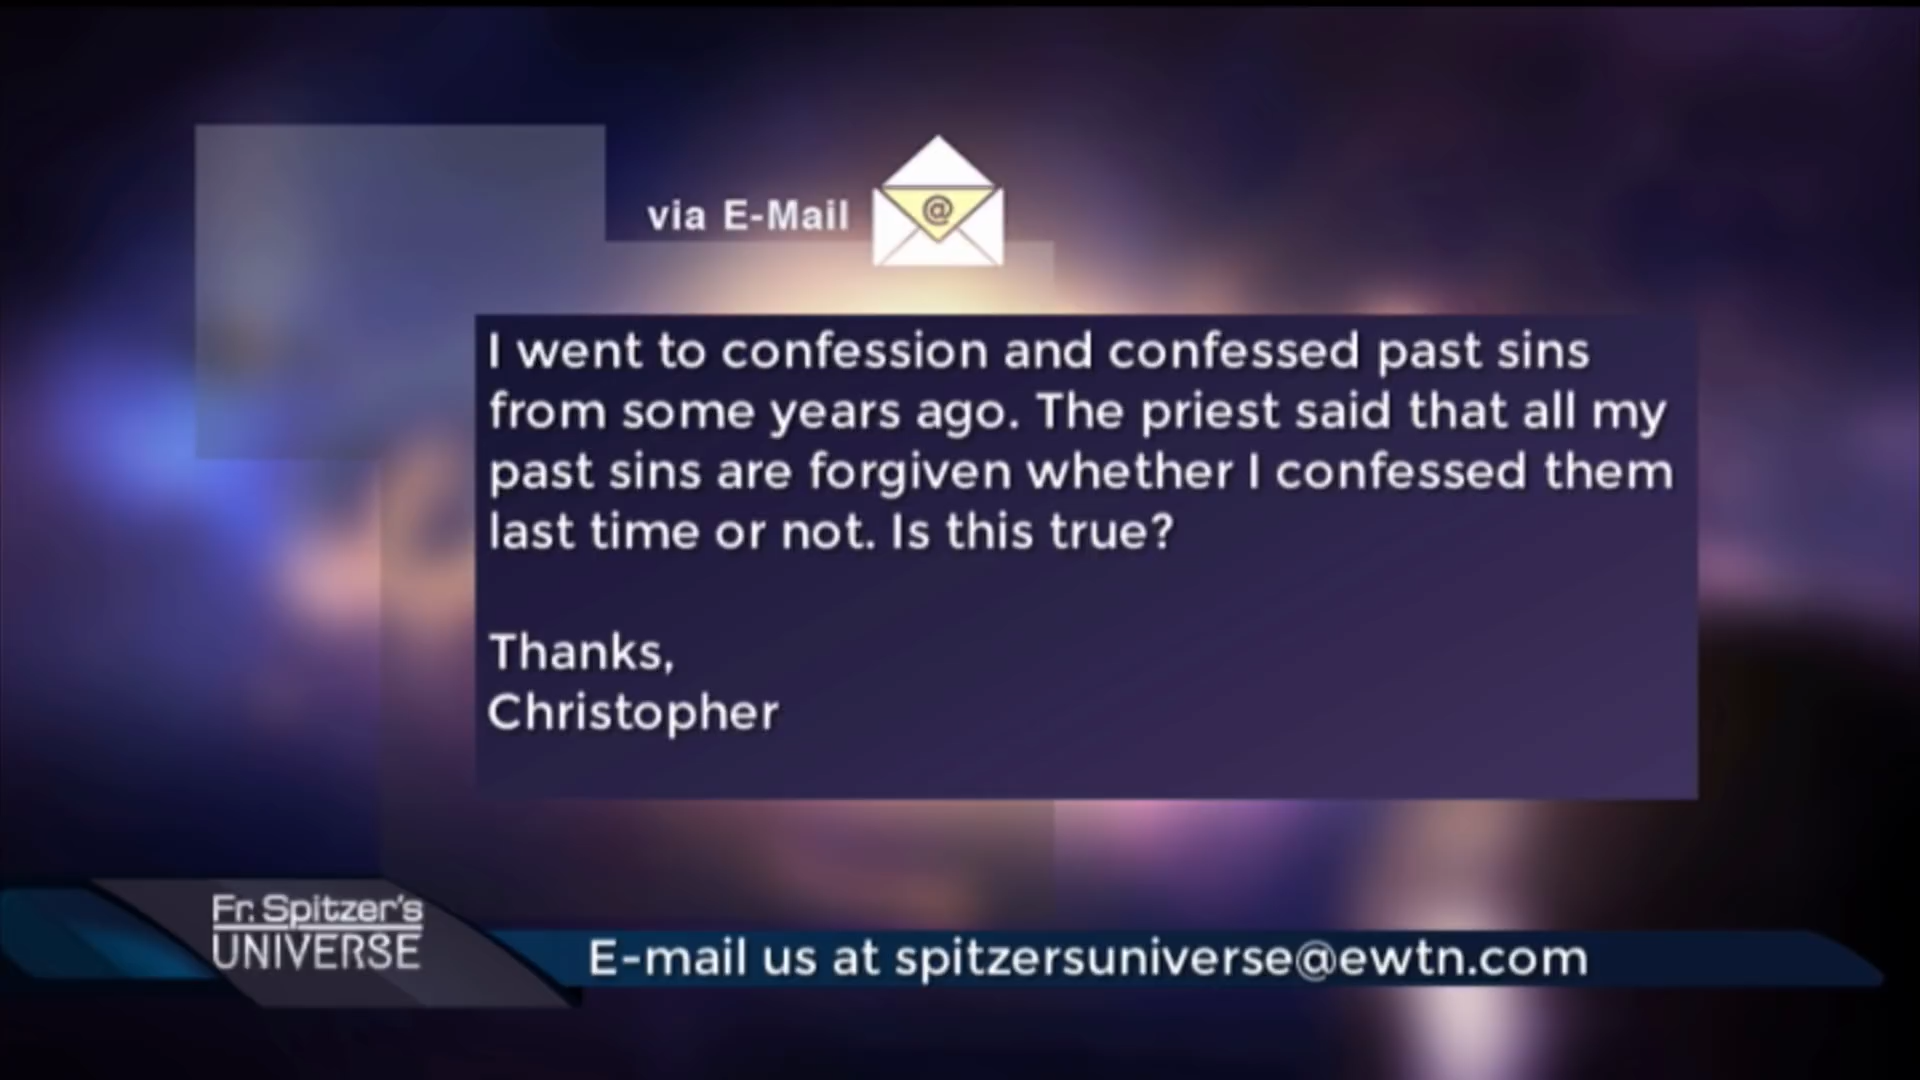 via E-Mail
@
I went to confession and confessed past sins
from some years ago. The priest said that all my
past sins are forgiven whether I confessed them
last time or not. Is this true?
Thanks,
Christopher
Fr. Spitzer's
UNIVERSE
E-mail us at spitzersuniverse@ewtn.com